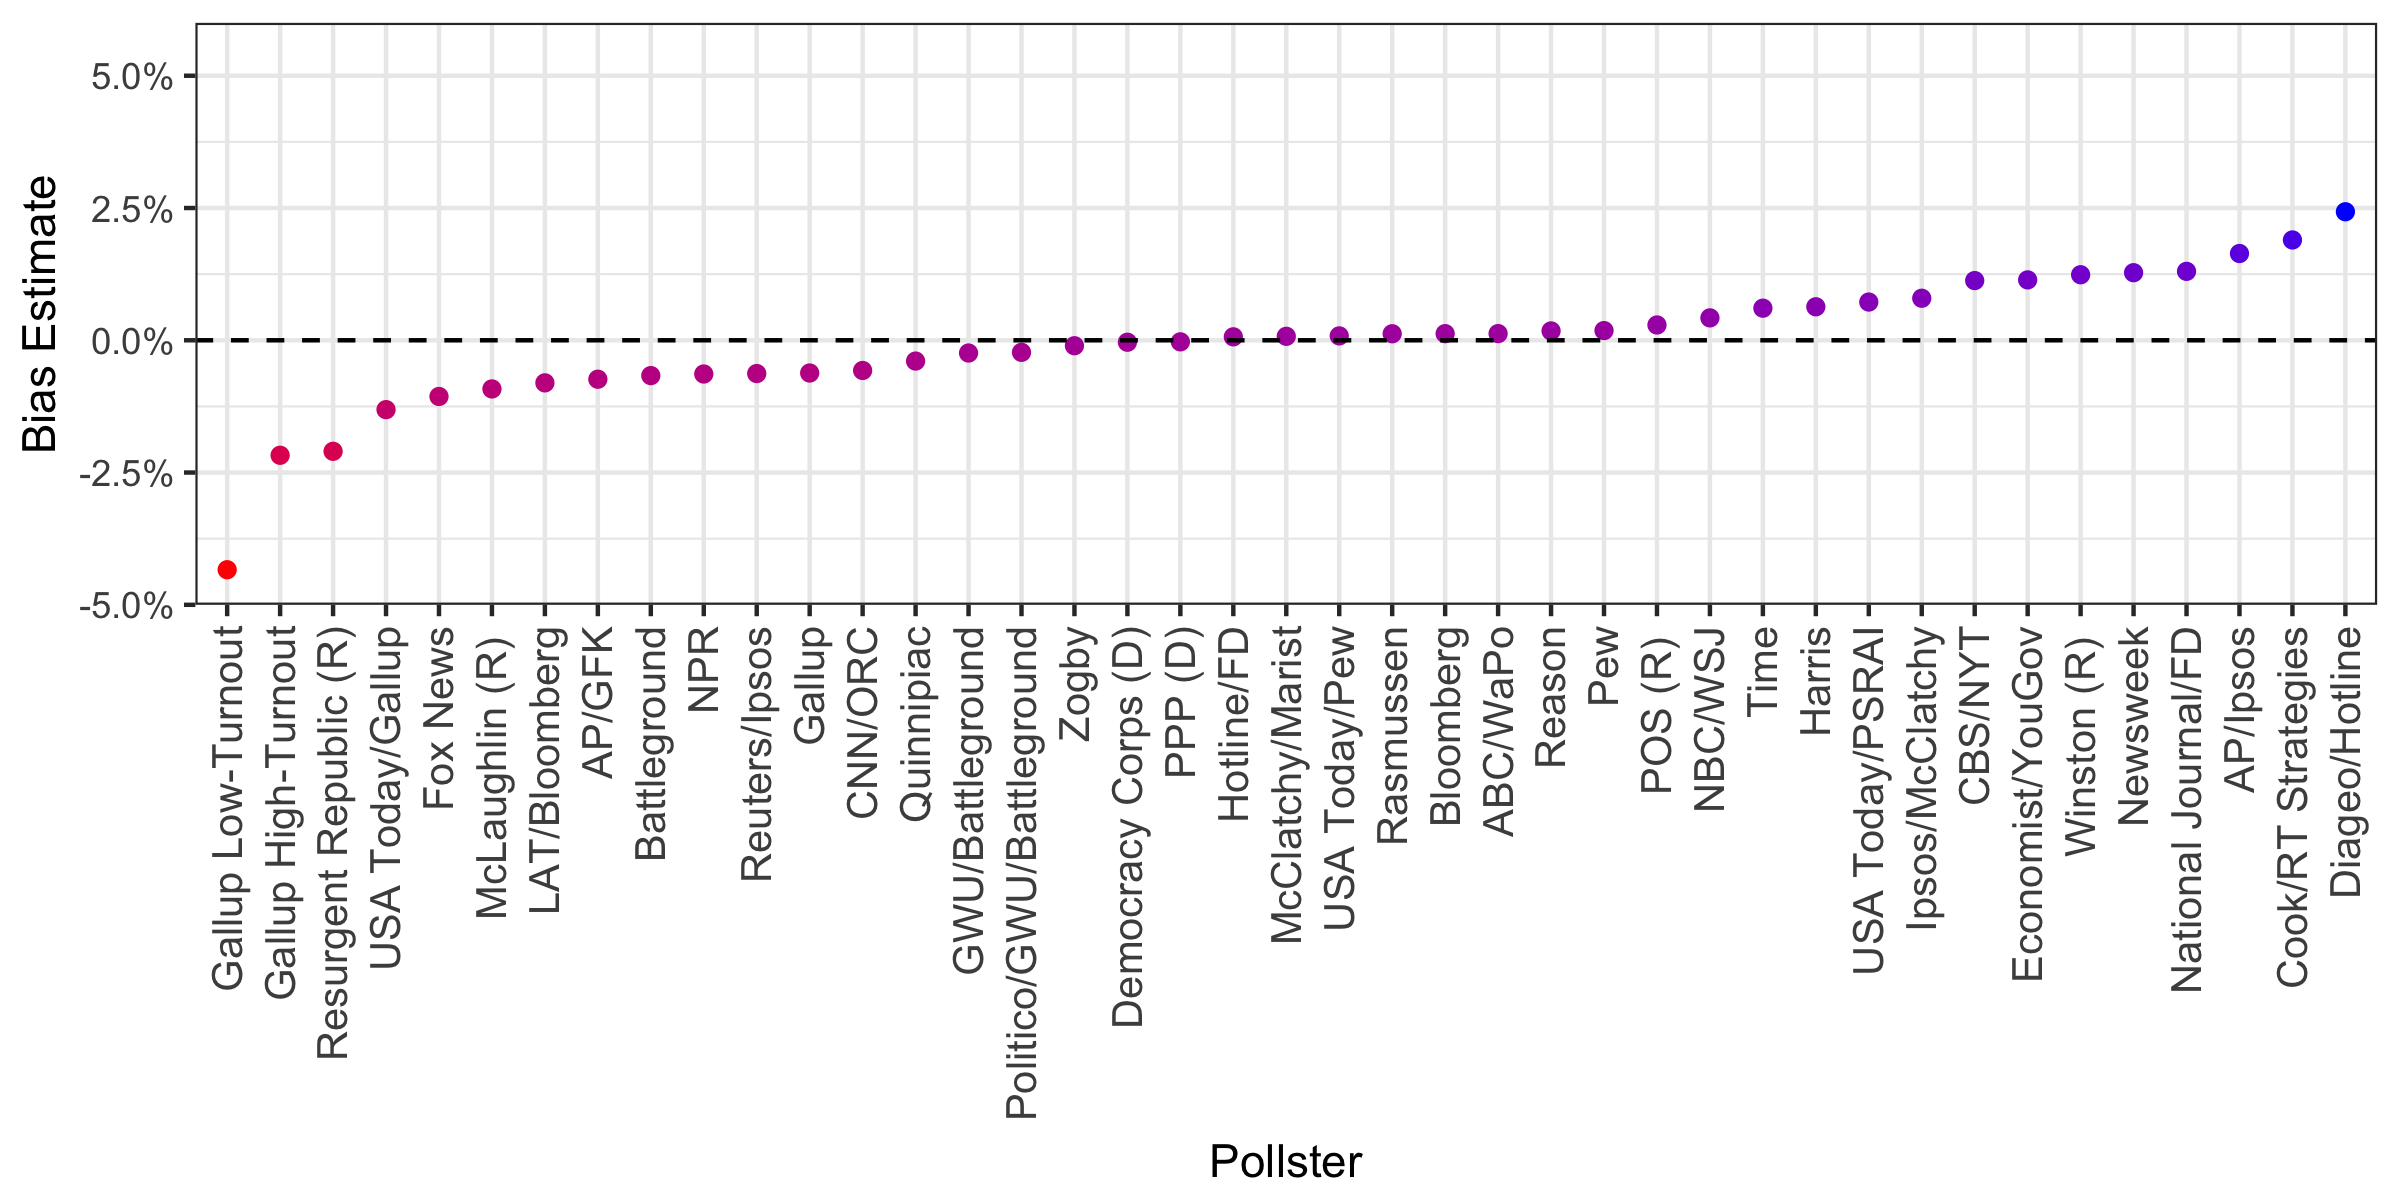 Bias Estimate
5.0%
2.5%
0.0%
-2.5%
-5.0%
Gallup Low-Turnout
Gallup High-Turnout
Resurgent Republic (R)
USA Today/Gallup
Fox News
McLaughlin (R)
LAT/Bloomberg
AP/GFK
Battleground
NPR
Reuters/Ipsos
Gallup
CNN/ORC
Quinnipiac
GWU/Battleground
Politico/GWU/Battleground
Zogby
Democracy Corps (D)
PPP (D)
Hotline/FD
McClatchy/Marist
USA Today/Pew
Rasmussen
Bloomberg
ABC/WaPo
Reason
Pew
POS (R)
NBC/WSJ
Time
Harris
USA Today/PSRAI
Ipsos/McClatchy
CBS/NYT
Economist/YouGov
Winston (R)
Newsweek
National Journal/FD
AP/Ipsos
Cook/RT Strategies
Diageo/Hotline
Pollster